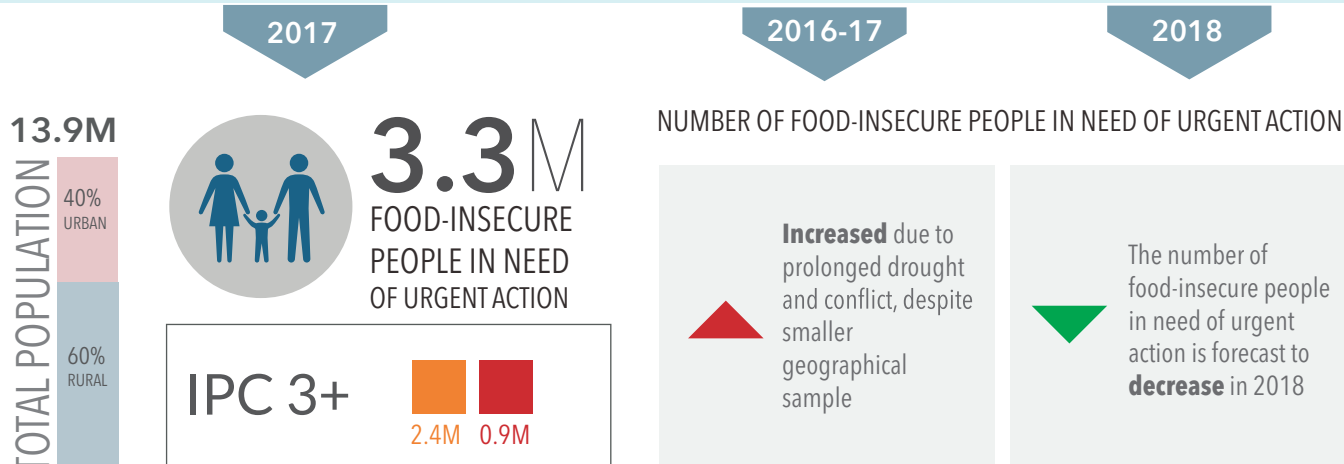 2017
2016-17
2018
13.9M
TOTAL POPULATION
40%
URBAN
60%
RURAL
3.3M
FOOD-INSECURE
PEOPLE IN NEED
OF URGENT ACTION
IPC 3+
2.4M 0.9M
NUMBER OF FOOD-INSECURE PEOPLE IN NEED OF URGENT ACTION
Increased due to
prolonged drought
and conflict, despite
smaller
geographical
sample
The number of
food-insecure people
in need of urgent
action is forecast to
decrease in 2018